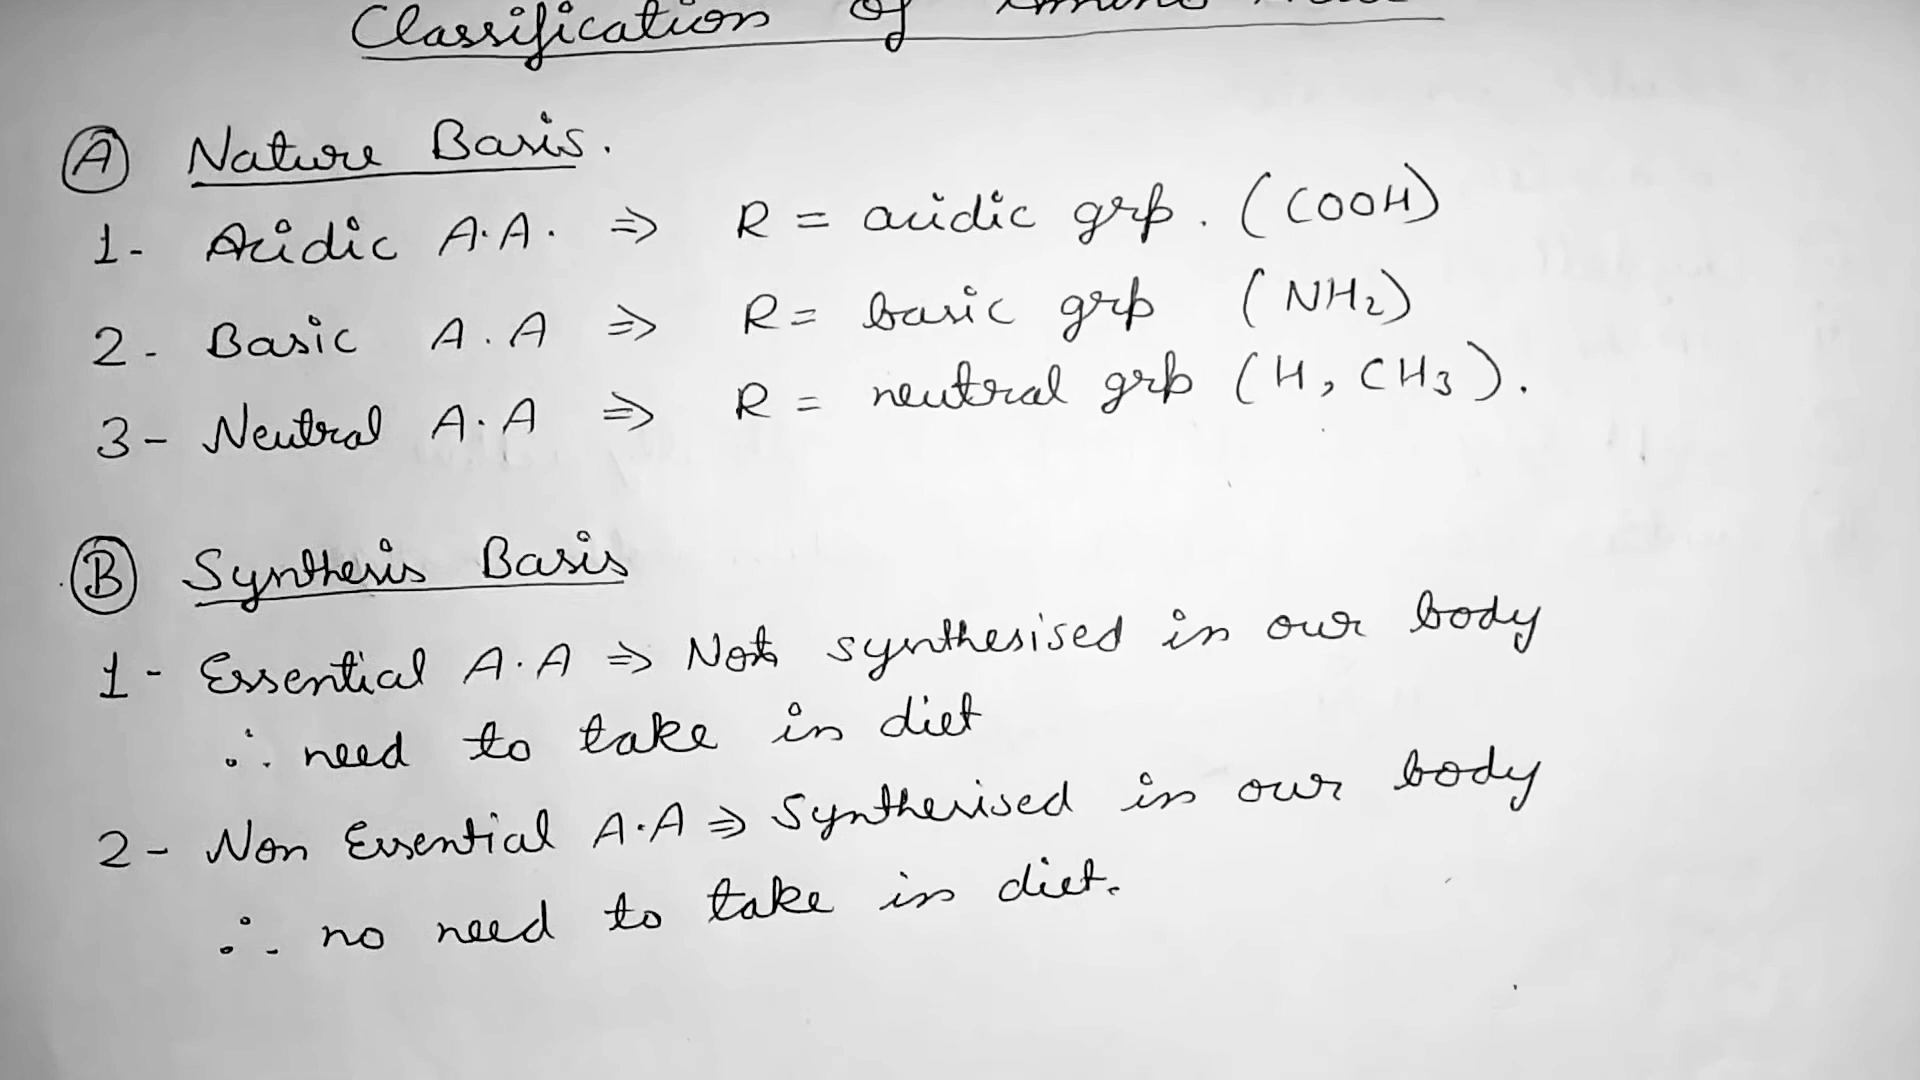 Classification of Amino Acids
A Nature Basis.
1- Acidic A.A. ⇒ R = acidic grp. (COOH)
2- Basic A.A ⇒ R = basic grp (NH2)
3- Neutral A.A ⇒ R = neutral grp (H, CH3).
B Synthesis Basis
1- Essential A.A ⇒ Not synthesised in our body
∴ need to take in diet
2- Non Essential A.A ⇒ Synthesised in our body
∴ no need to take in diet.